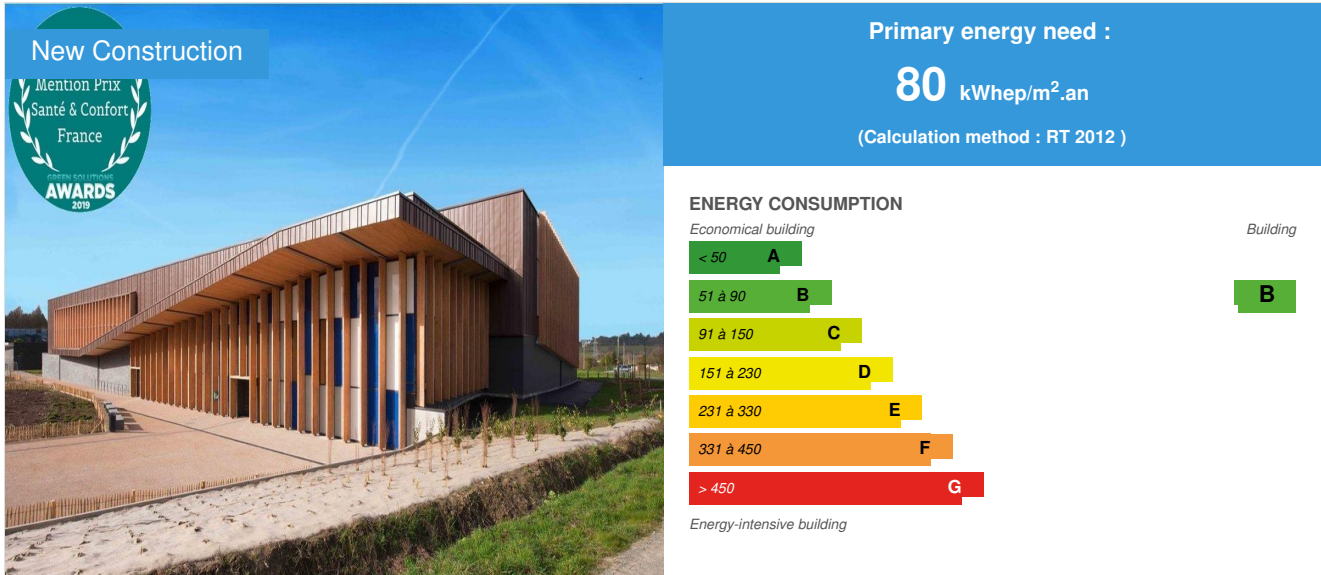 New Construction
Mention Prix
Santé & Confort
France
GREEN SOLUTIONS
AWARDS
2019
Primary energy need :
80 kWhep/m².an
(Calculation method : RT 2012 )
ENERGY CONSUMPTION
Economical building
Building
< 50 A
51 à 90 B
B
91 à 150 C
151 à 230 D
231 à 330 E
331 à 450 F
> 450 G
Energy-intensive building